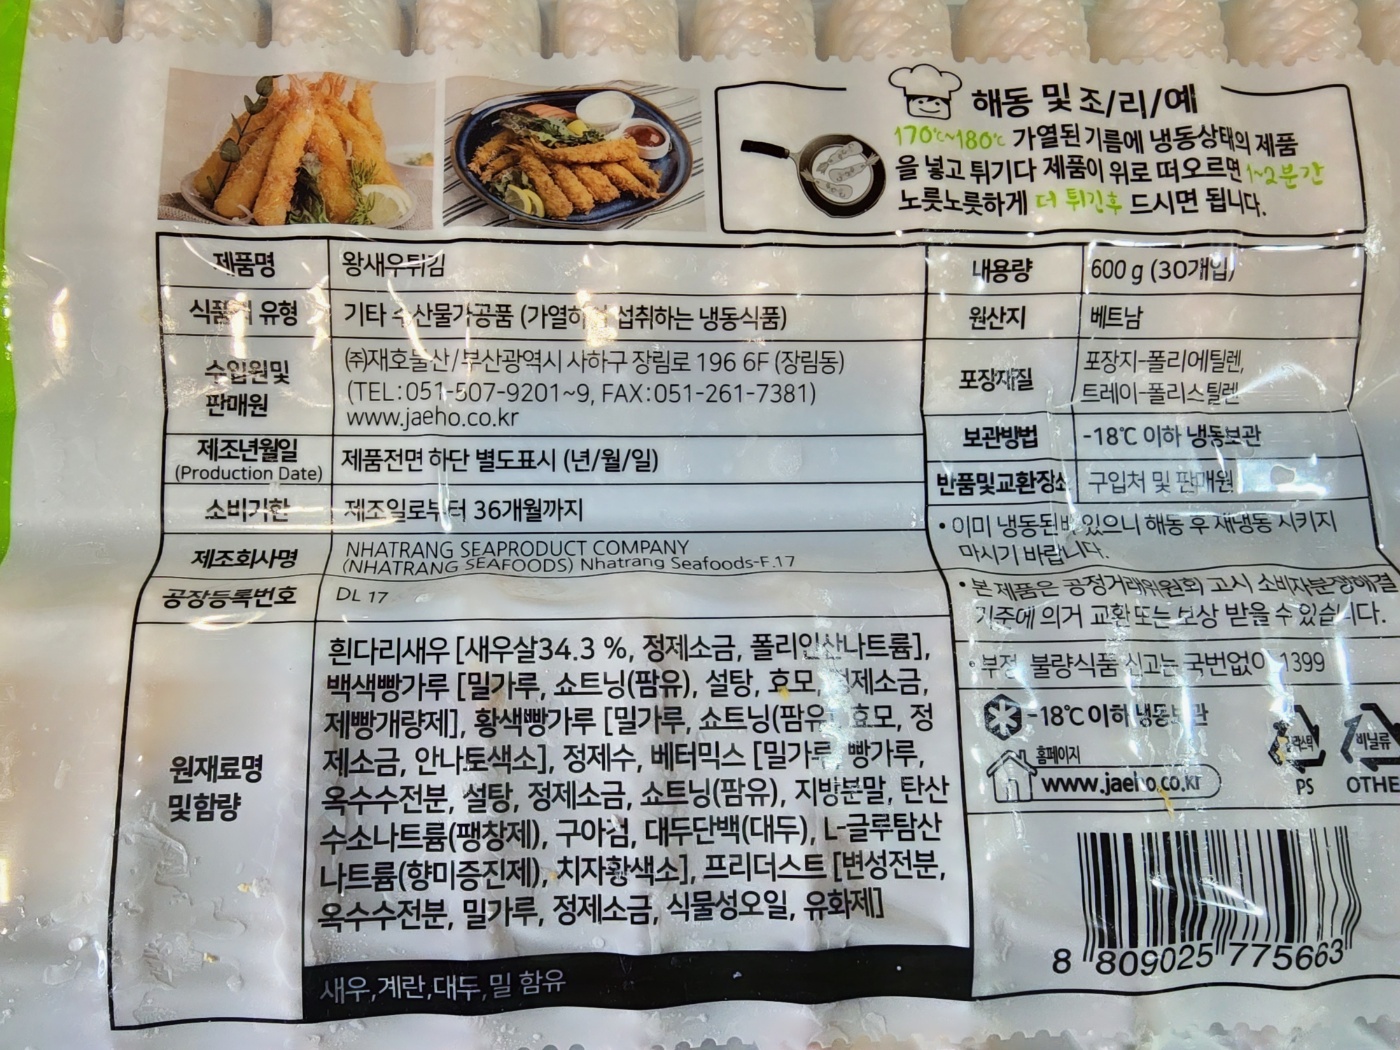 해동 및 조/리/예
170℃~180℃ 가열된 기름에 냉동상태의 제품
을 넣고 튀기다 제품이 위로 떠오르면 1~2분간
노릇노릇하게 더 튀긴후 드시면 됩니다.
제품명 왕새우튀김
식품의 유형 기타 수산물가공품 (가열하여 섭취하는 냉동식품)
수입원및
판매원
㈜재호물산/부산광역시 사하구 장림로 196 6F (장림동)
(TEL:051-507-9201~9, FAX:051-261-7381)
www.jaeho.co.kr
제조년월일
(Production Date)
제품전면 하단 별도표시 (년/월/일)
소비기한 제조일로부터 36개월까지
제조회사명
NHATRANG SEAPRODUCT COMPANY
(NHATRANG SEAFOODS) Nhatrang Seafoods-F.17
공장등록번호 DL 17
원재료명
및함량
흰다리새우 [새우살34.3 %, 정제소금, 폴리인산나트륨],
백색빵가루 [밀가루, 쇼트닝(팜유), 설탕, 효모, 정제소금,
제빵개량제], 황색빵가루 [밀가루, 쇼트닝(팜유), 효모, 정
제소금, 안나토색소], 정제수, 베터믹스 [밀가루, 빵가루,
옥수수전분, 설탕, 정제소금, 쇼트닝(팜유), 지방분말, 탄산
수소나트륨(팽창제), 구아검, 대두단백(대두), L-글루탐산
나트륨(향미증진제), 치자황색소], 프리더스트 [변성전분,
옥수수전분, 밀가루, 정제소금, 식물성오일, 유화제]
새우,계란,대두,밀 함유
내용량 600 g (30개입)
원산지 베트남
포장재질
포장지-폴리에틸렌,
트레이-폴리스틸렌
보관방법 -18℃ 이하 냉동보관
반품및교환장소 구입처 및 판매원
• 이미 냉동된바 있으니 해동 후 재냉동 시키지
마시기 바랍니다.
• 본 제품은 공정거래위원회 고시 소비자분쟁해결
기준에 의거 교환 또는 보상 받을 수 있습니다.
• 부정·불량식품 신고는 국번없이 1399
-18℃ 이하 냉동보관
홈페이지
www.jaeho.co.kr
플라스틱
PS
비닐류
OTHE
8 809025 775663